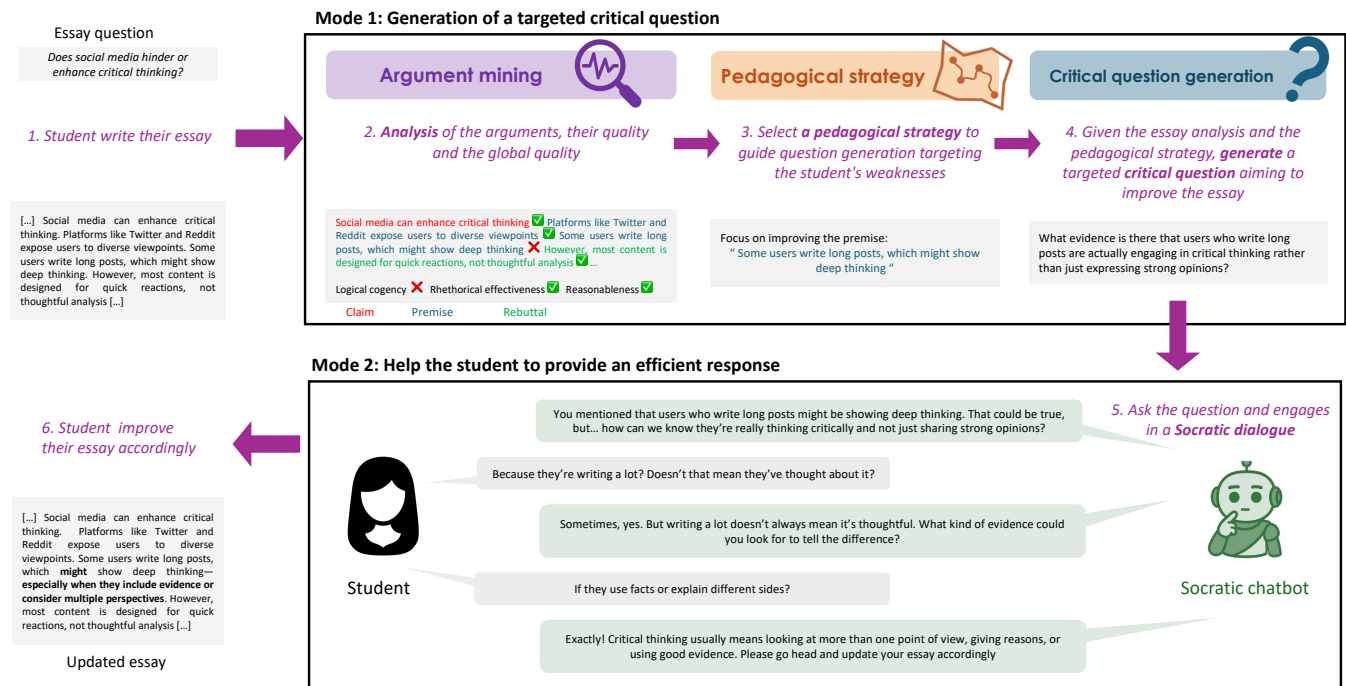 Essay question
Does social media hinder or
enhance critical thinking?
1. Student write their essay
[...] Social media can enhance critical
thinking. Platforms like Twitter and Reddit
expose users to diverse viewpoints. Some
users write long posts, which might show
deep thinking. However, most content is
designed for quick reactions, not
thoughtful analysis [...]
Mode 1: Generation of a targeted critical question
Argument mining
2. Analysis of the arguments, their quality
and the global quality
Social media can enhance critical thinking ✅ Platforms like Twitter and
Reddit expose users to diverse viewpoints ✅ Some users write long
posts, which might show deep thinking ❌ However, most content is
designed for quick reactions, not thoughtful analysis ✅ ...
Logical cogency ❌ Rhethorical effectiveness ✅ Reasonableness ✅
Claim Premise Rebuttal
Pedagogical strategy
3. Select a pedagogical strategy to
guide question generation targeting
the student's weaknesses
Focus on improving the premise:
“ Some users write long posts, which might show
deep thinking “
Critical question generation
4. Given the essay analysis and the
pedagogical strategy, generate a
targeted critical question aiming to
improve the essay
What evidence is there that users who write long
posts are actually engaging in critical thinking rather
than just expressing strong opinions?
Mode 2: Help the student to provide an efficient response
5. Ask the question and engages
in a Socratic dialogue
You mentioned that users who write long posts might be showing deep thinking. That could be true,
but... how can we know they're really thinking critically and not just sharing strong opinions?
Because they're writing a lot? Doesn't that mean they've thought about it?
Sometimes, yes. But writing a lot doesn't always mean it's thoughtful. What kind of evidence could
you look for to tell the difference?
If they use facts or explain different sides?
Exactly! Critical thinking usually means looking at more than one point of view, giving reasons, or
using good evidence. Please go head and update your essay accordingly
Student
Socratic chatbot
6. Student improve
their essay accordingly
[...] Social media can enhance critical
thinking. Platforms like Twitter and
Reddit expose users to diverse
viewpoints. Some users write long posts,
which might show deep thinking—
especially when they include evidence or
consider multiple perspectives. However,
most content is designed for quick
reactions, not thoughtful analysis [...]
Updated essay